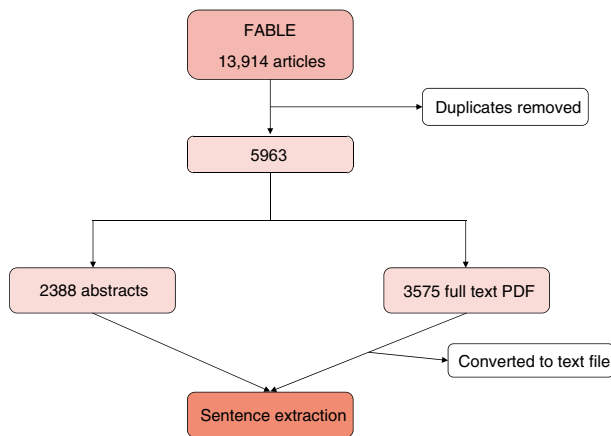 FABLE
13,914 articles
Duplicates removed
5963
2388 abstracts
3575 full text PDF
Converted to text file
Sentence extraction